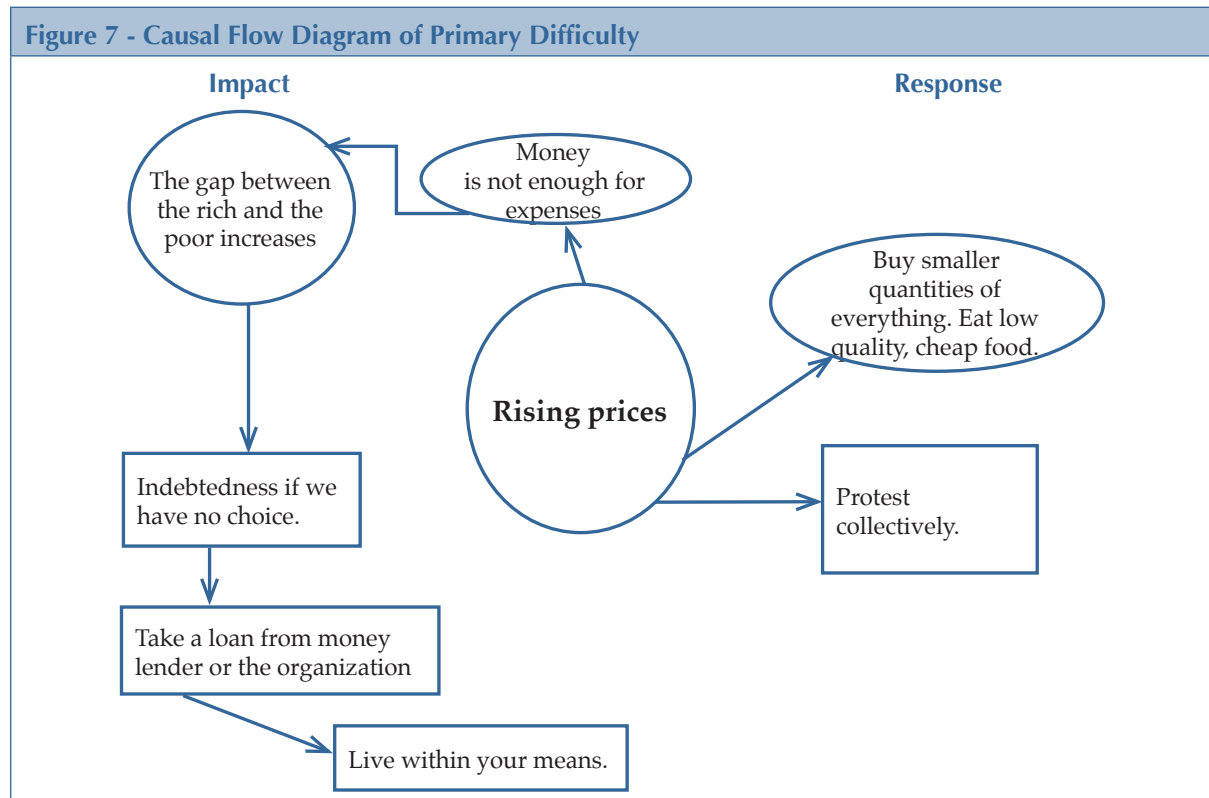 Figure 7 - Causal Flow Diagram of Primary Difficulty
Impact
Response
The gap between
the rich and the
poor increases
Money
is not enough for
expenses
Buy smaller
quantities of
everything. Eat low
quality, cheap food.
Rising prices
Indebtedness if we
have no choice.
Protest
collectively.
Take a loan from money
lender or the organization
Live within your means.